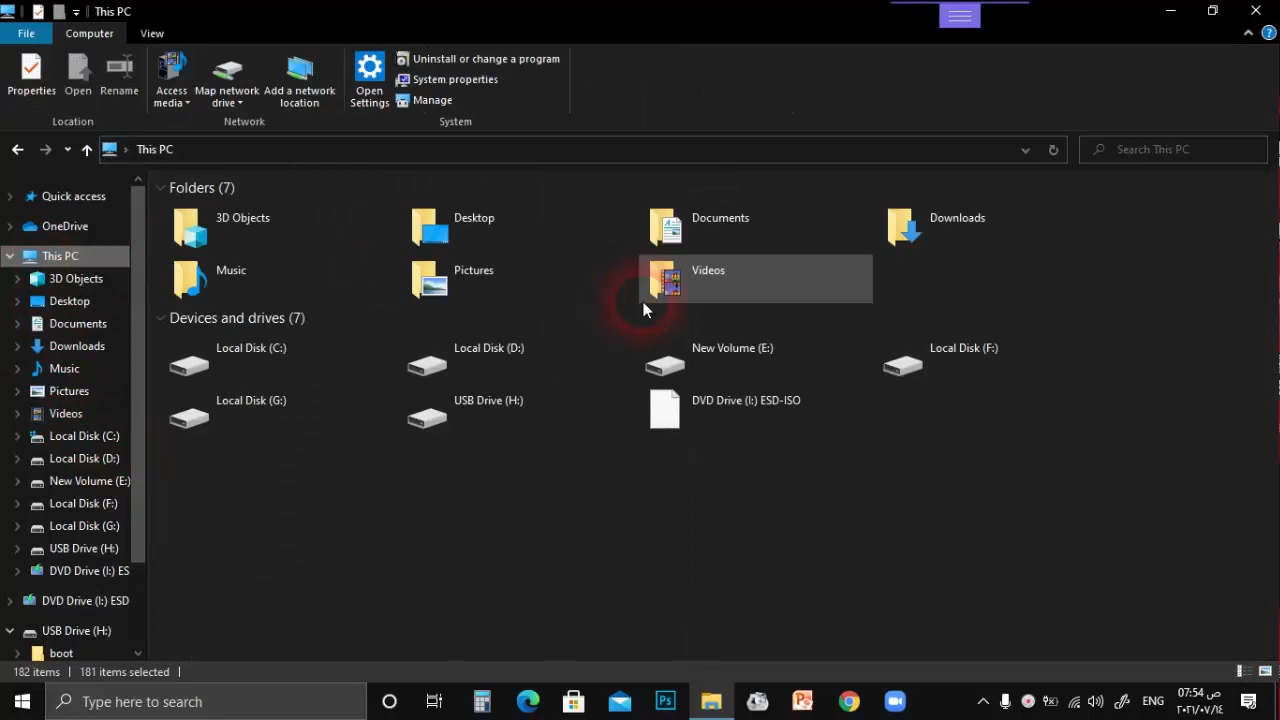 This PC
File
Computer
View
Properties
Open
Rename
Access media
Map network drive
Add a network location
Open Settings
Uninstall or change a program
System properties
Manage
Location
Network
System
This PC
Search This PC
Quick access
OneDrive
This PC
3D Objects
Desktop
Documents
Downloads
Music
Pictures
Videos
Local Disk (C:)
Local Disk (D:)
New Volume (E:)
Local Disk (F:)
Local Disk (G:)
USB Drive (H:)
DVD Drive (I:) ES
DVD Drive (I:) ESD
USB Drive (H:)
boot
Folders (7)
3D Objects
Desktop
Documents
Downloads
Music
Pictures
Videos
Devices and drives (7)
Local Disk (C:)
Local Disk (D:)
New Volume (E:)
Local Disk (F:)
Local Disk (G:)
USB Drive (H:)
DVD Drive (I:) ESD-ISO
182 items
181 items selected
Type here to search
Ps
ENG
07:54 ص
٢٠٢١/٠٧/١٤